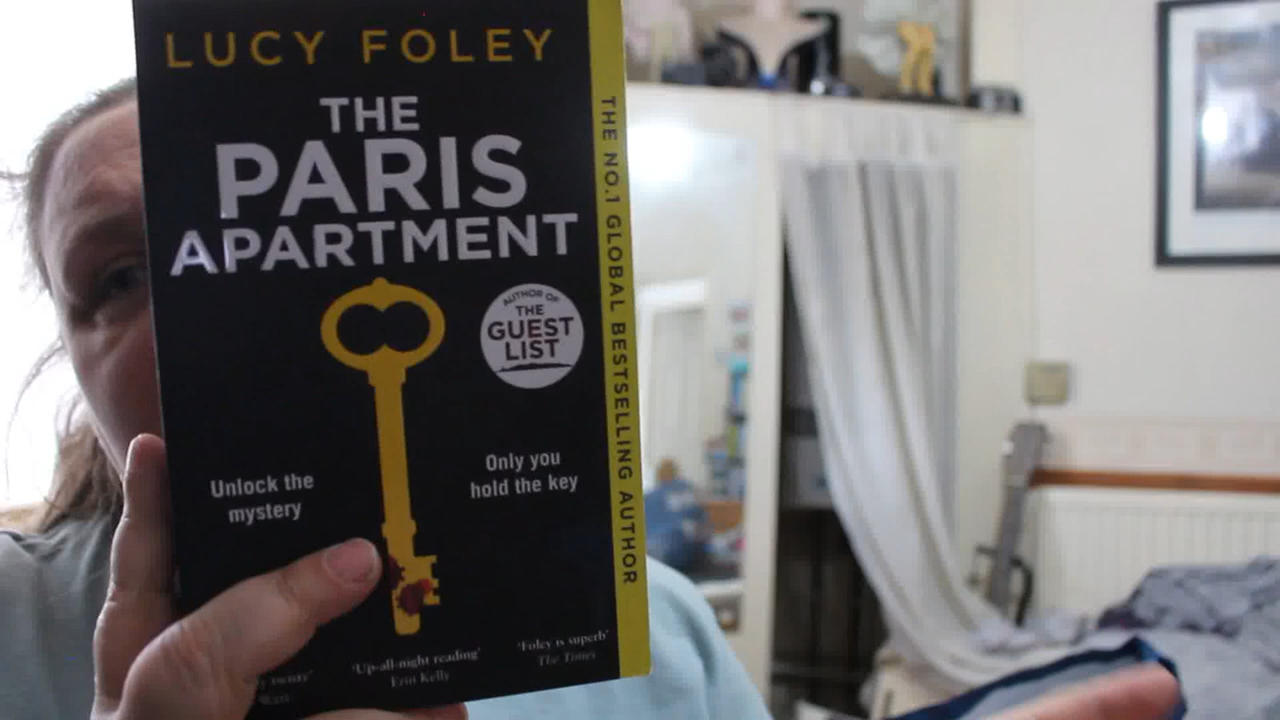 LUCY FOLEY
THE
PARIS
APARTMENT
AUTHOR OF
THE
GUEST
LIST
Only you
hold the key
Unlock the
mystery
'Up-all-night reading'
Erin Kelly
'Foley is superb'
The Times
THE NO.1 GLOBAL BESTSELLING AUTHOR